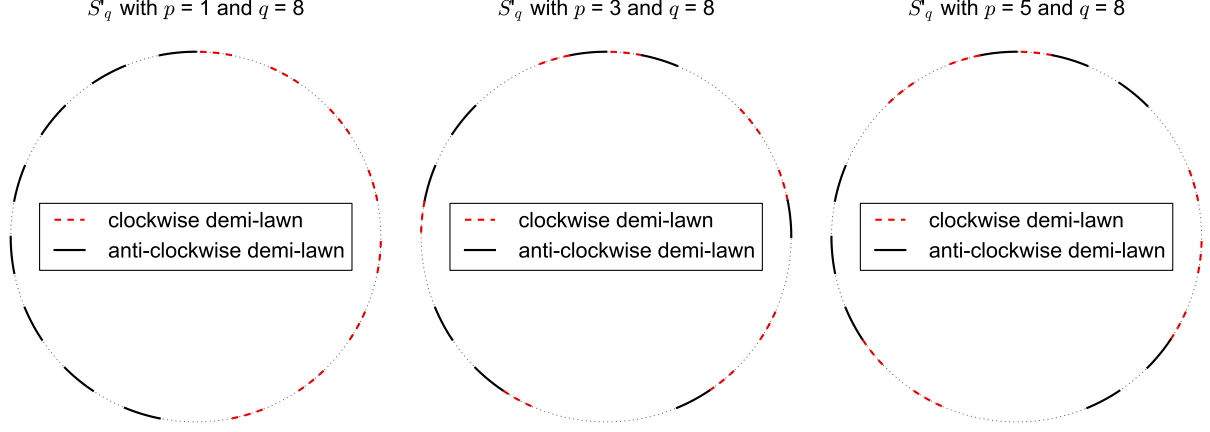 S'q with p = 1 and q = 8
S'q with p = 3 and q = 8
S'q with p = 5 and q = 8
clockwise demi-lawn
anti-clockwise demi-lawn
clockwise demi-lawn
anti-clockwise demi-lawn
clockwise demi-lawn
anti-clockwise demi-lawn